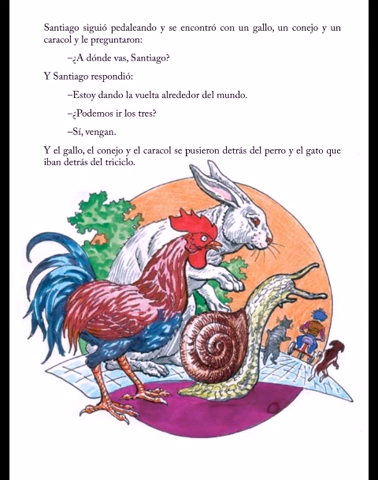 Santiago siguió pedaleando y se encontró con un gallo, un conejo y un
caracol y le preguntaron:
–¿A dónde vas, Santiago?
Y Santiago respondió:
–Estoy dando la vuelta alrededor del mundo.
–¿Podemos ir los tres?
–Sí, vengan.
Y el gallo, el conejo y el caracol se pusieron detrás del perro y el gato que
iban detrás del triciclo.